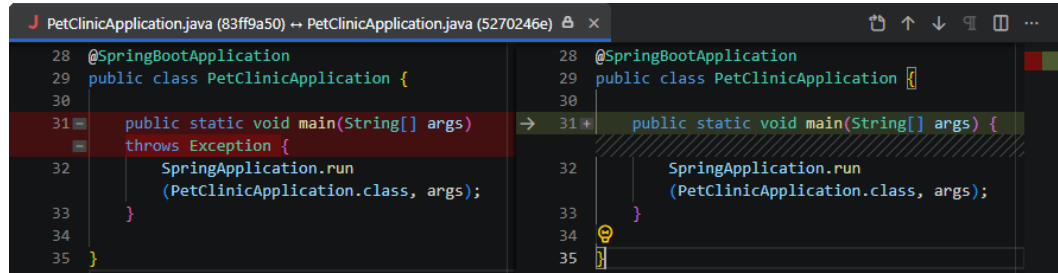 J PetClinicApplication.java (83ff9a50) ↔ PetClinicApplication.java (5270246e)
28 @SpringBootApplication
29 public class PetClinicApplication {
30
31 public static void main(String[] args)
throws Exception {
32 SpringApplication.run
(PetClinicApplication.class, args);
33 }
34
35 }
28 @SpringBootApplication
29 public class PetClinicApplication {
30
31 public static void main(String[] args) {
32 SpringApplication.run
(PetClinicApplication.class, args);
33 }
34
35 }